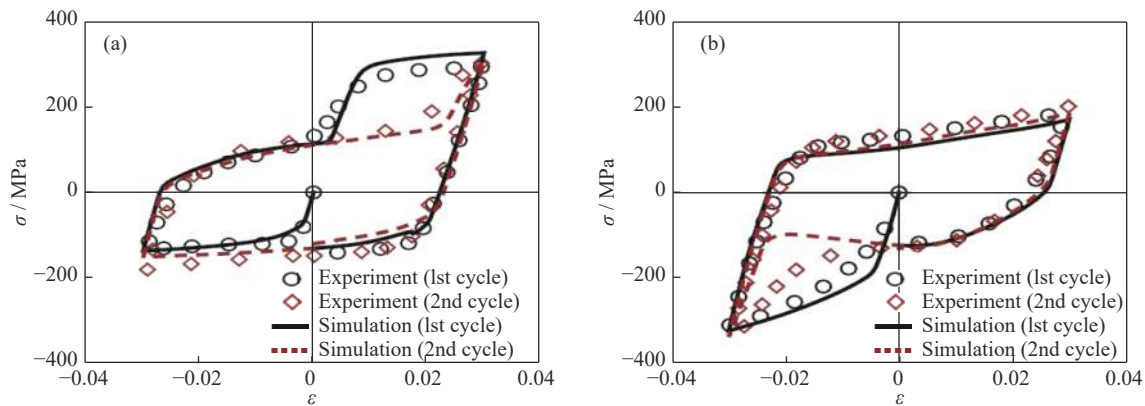 400
(a)
200
0
−200
−400
σ / MPa
Experiment (lst cycle)
Experiment (2nd cycle)
Simulation (lst cycle)
Simulation (2nd cycle)
−0.04
−0.02
0
0.02
0.04
ε
400
(b)
200
0
−200
−400
σ / MPa
Experiment (lst cycle)
Experiment (2nd cycle)
Simulation (lst cycle)
Simulation (2nd cycle)
−0.04
−0.02
0
0.02
0.04
ε